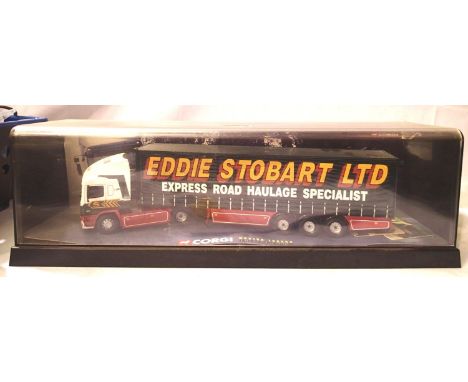 EDDIE STOBART LTD
EXPRESS ROAD HAULAGE SPECIALIST
CORGI